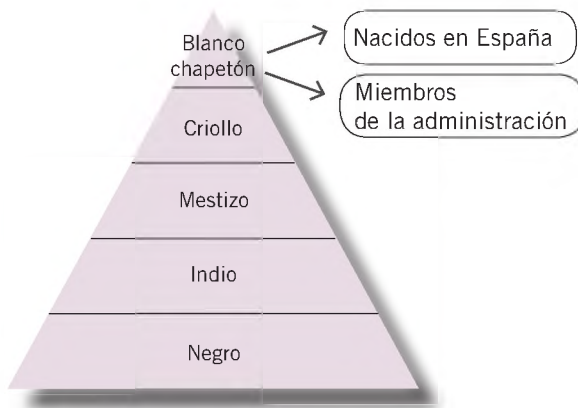 Blanco
chapetón
Nacidos en España
Miembros
de la administración
Criollo
Mestizo
Indio
Negro